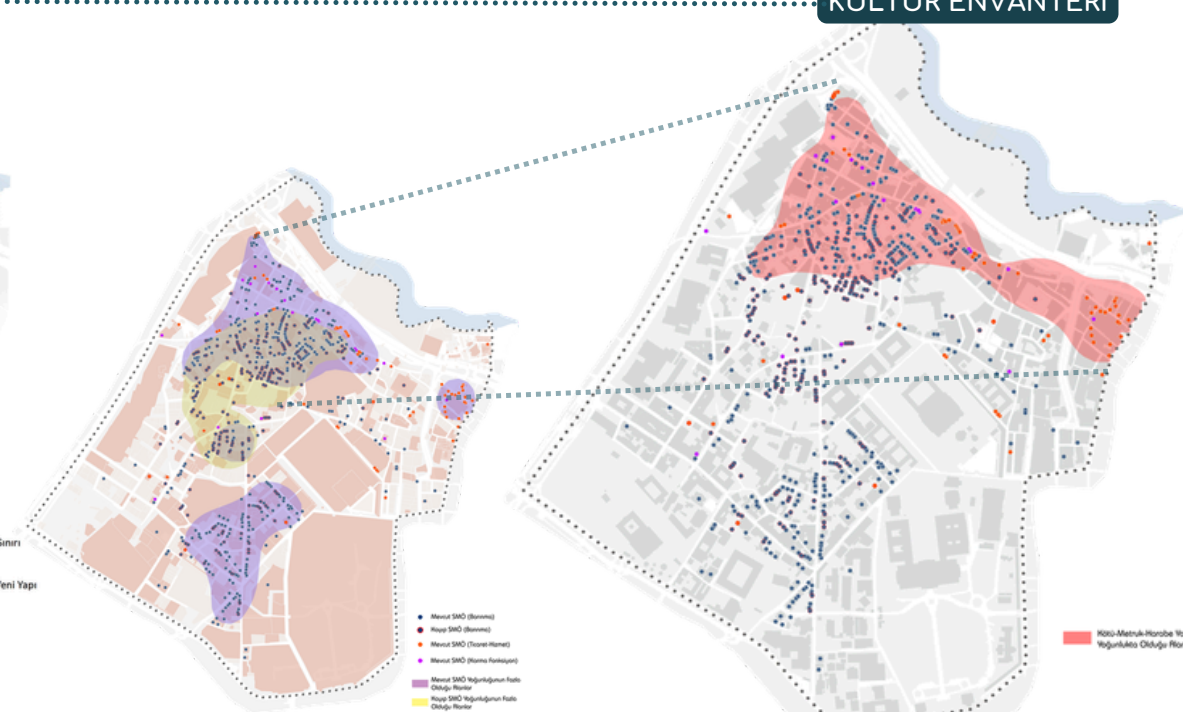 KÜLTÜR ENVANTERİ
Sınırı
Yeni Yapı
Mevcut SMÖ (Barınma)
Kayıp SMÖ (Barınma)
Mevcut SMÖ (Ticaret-Hizmet)
Mevcut SMÖ (Karma Fonksiyon)
Mevcut SMÖ Yoğunluğunun Fazla
Olduğu Alanlar
Kayıp SMÖ Yoğunluğunun Fazla
Olduğu Alanlar
Kötü-Metruk-Harabe
Yoğunlukta Olduğu